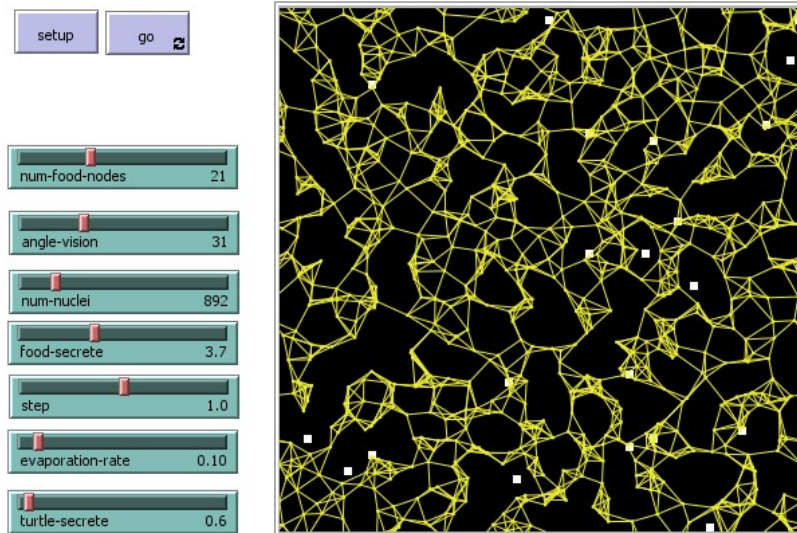 setup
go
num-food-nodes 21
angle-vision 31
num-nuclei 892
food-secrete 3.7
step 1.0
evaporation-rate 0.10
turtle-secrete 0.6